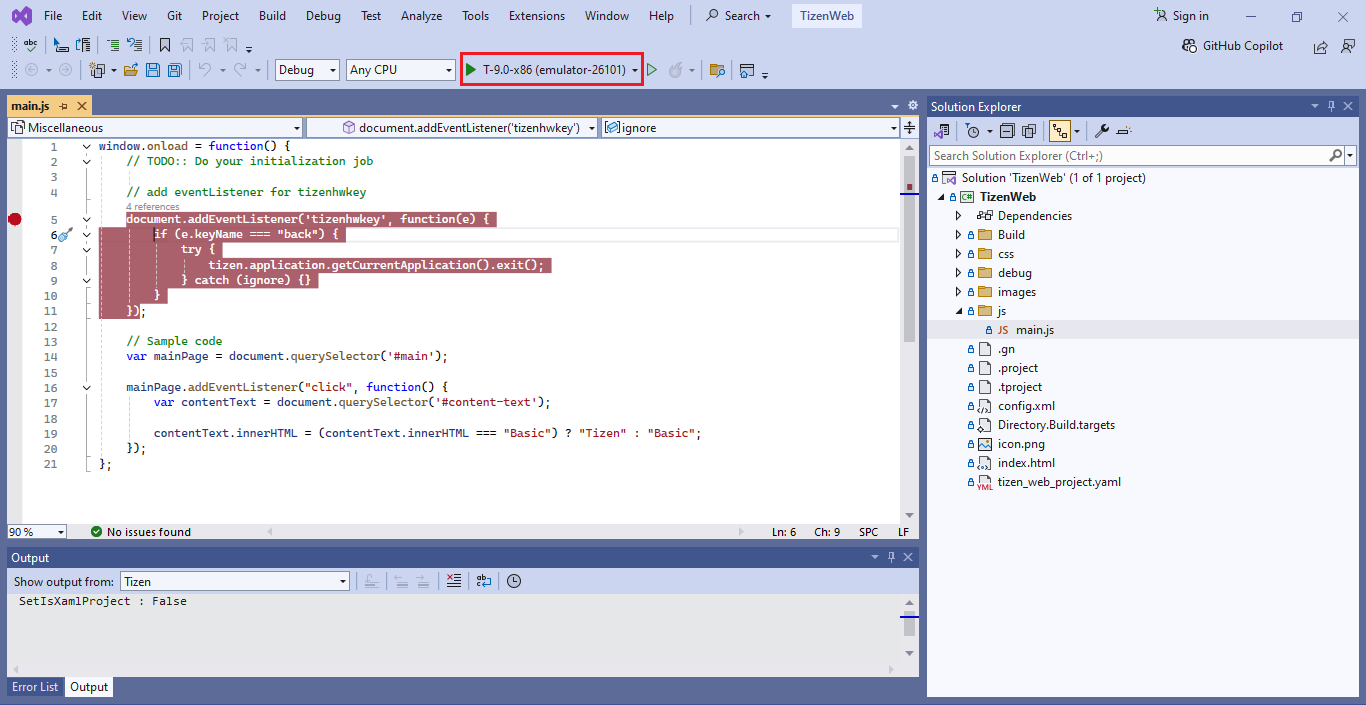 File Edit View Git Project Build Debug Test Analyze Tools Extensions Window Help Search TizenWeb Sign in
abc GitHub Copilot
Debug Any CPU T-9.0-x86 (emulator-26101)
main.js
Miscellaneous document.addEventListener('tizenhwkey') ignore
1 window.onload = function() {
2 // TODO:: Do your initialization job
3
4 // add eventListener for tizenhwkey
4 references
5 document.addEventListener('tizenhwkey', function(e) {
6 if (e.keyName === "back") {
7 try {
8 tizen.application.getCurrentApplication().exit();
9 } catch (ignore) {}
10 }
11 });
12
13 // Sample code
14 var mainPage = document.querySelector('#main');
15
16 mainPage.addEventListener("click", function() {
17 var contentText = document.querySelector('#content-text');
18
19 contentText.innerHTML = (contentText.innerHTML === "Basic") ? "Tizen" : "Basic";
20 });
21 };
90 % No issues found Ln: 6 Ch: 9 SPC LF
Output
Show output from: Tizen
SetIsXamlProject : False
Error List Output
Solution Explorer
Search Solution Explorer (Ctrl+;)
Solution 'TizenWeb' (1 of 1 project)
C# TizenWeb
Dependencies
Build
css
debug
images
js
JS main.js
.gn
.project
.tproject
config.xml
Directory.Build.targets
icon.png
index.html
YML tizen_web_project.yaml